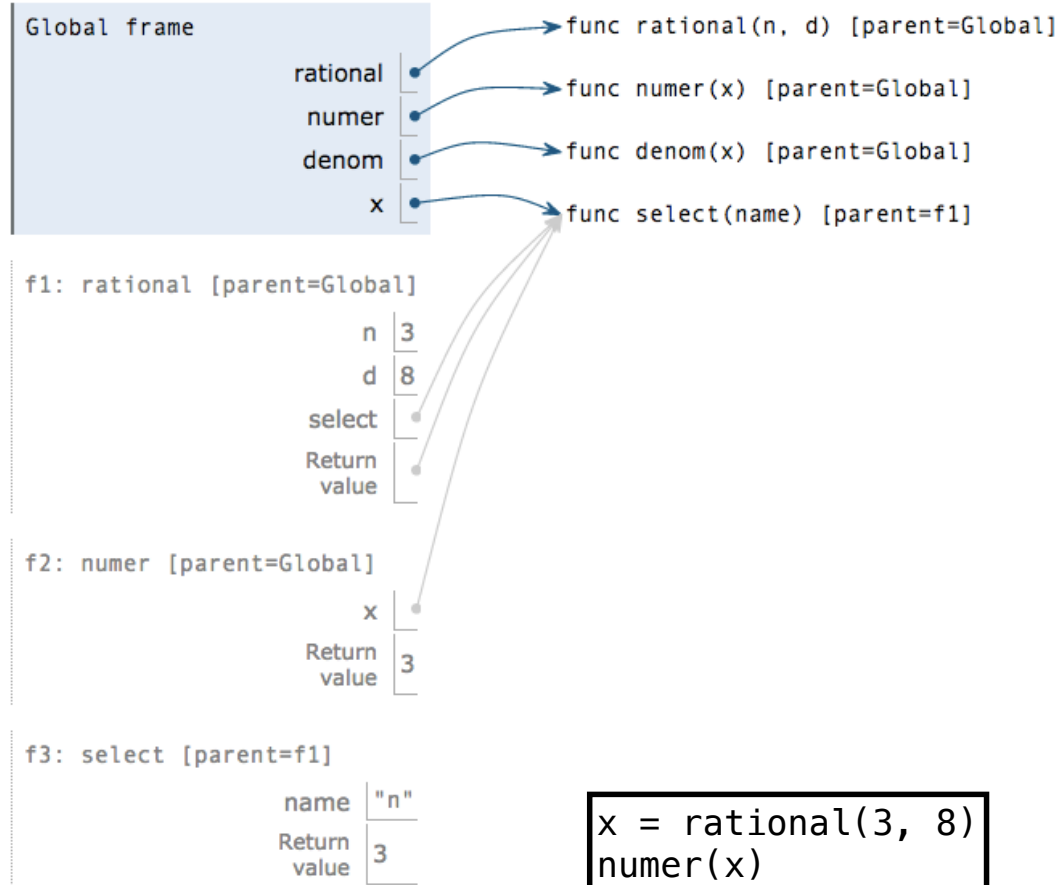 Global frame
func rational(n, d) [parent=Global]
rational
func numer(x) [parent=Global]
numer
func denom(x) [parent=Global]
denom
x
func select(name) [parent=f1]
f1: rational [parent=Global]
n 3
d 8
select
Return
value
f2: numer [parent=Global]
x
Return
value 3
f3: select [parent=f1]
name "n"
Return
value 3
x = rational(3, 8)
numer(x)